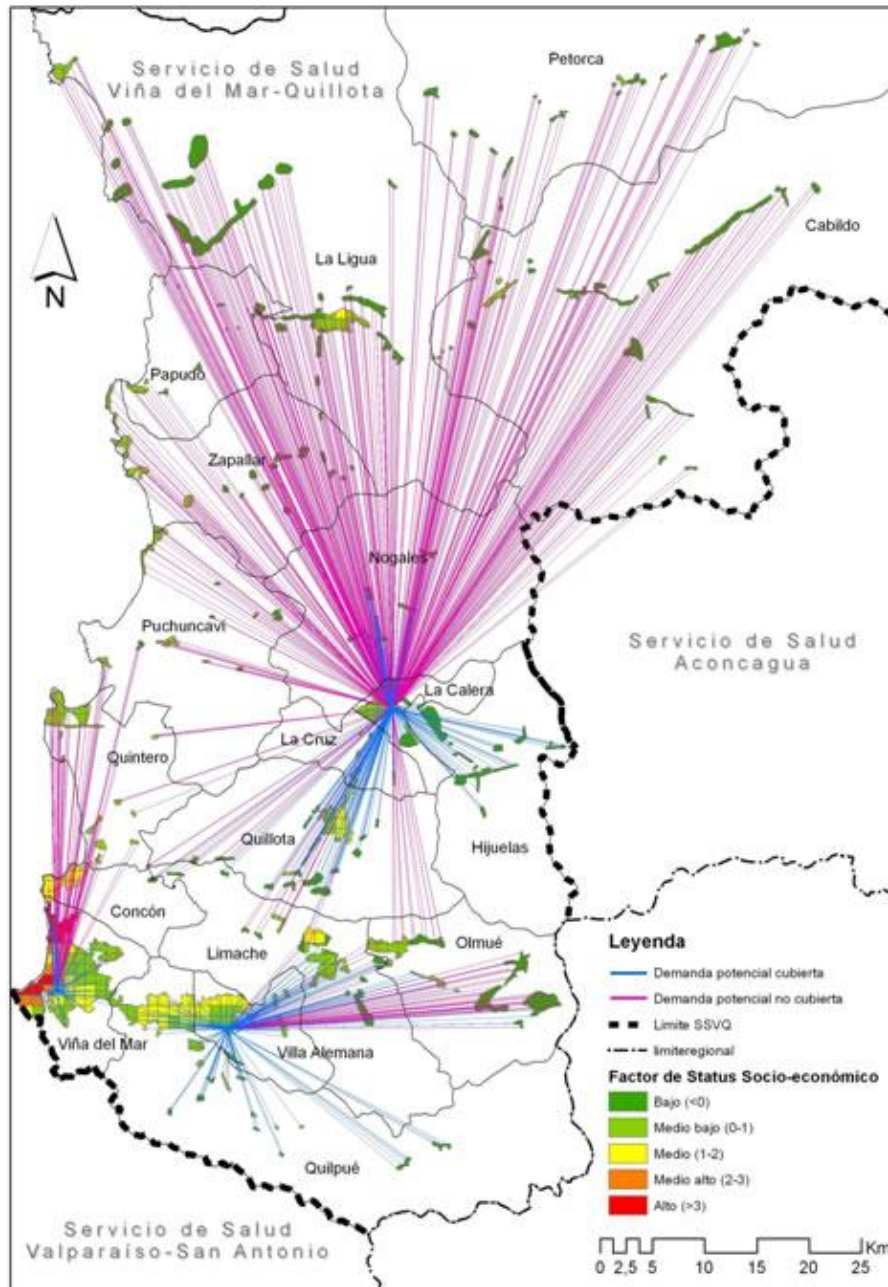 Servicio de Salud
Viña del Mar-Quillota
Petorca
Cabildo
La Ligua
Papudo
Zapallar
Nogales
Puchuncaví
Servicio de Salud
Aconcagua
La Calera
La Cruz
Quintero
Quillota
Hijuelas
Concón
Limache
Olmué
Viña del Mar
Villa Alemana
Quilpué
Servicio de Salud
Valparaíso-San Antonio
N
Leyenda
Demanda potencial cubierta
Demanda potencial no cubierta
Limite SSVQ
limiteregional
Factor de Status Socio-económico
Bajo (<0)
Medio bajo (0-1)
Medio (1-2)
Medio alto (2-3)
Alto (>3)
Km
0 2,5 5 10 15 20 25